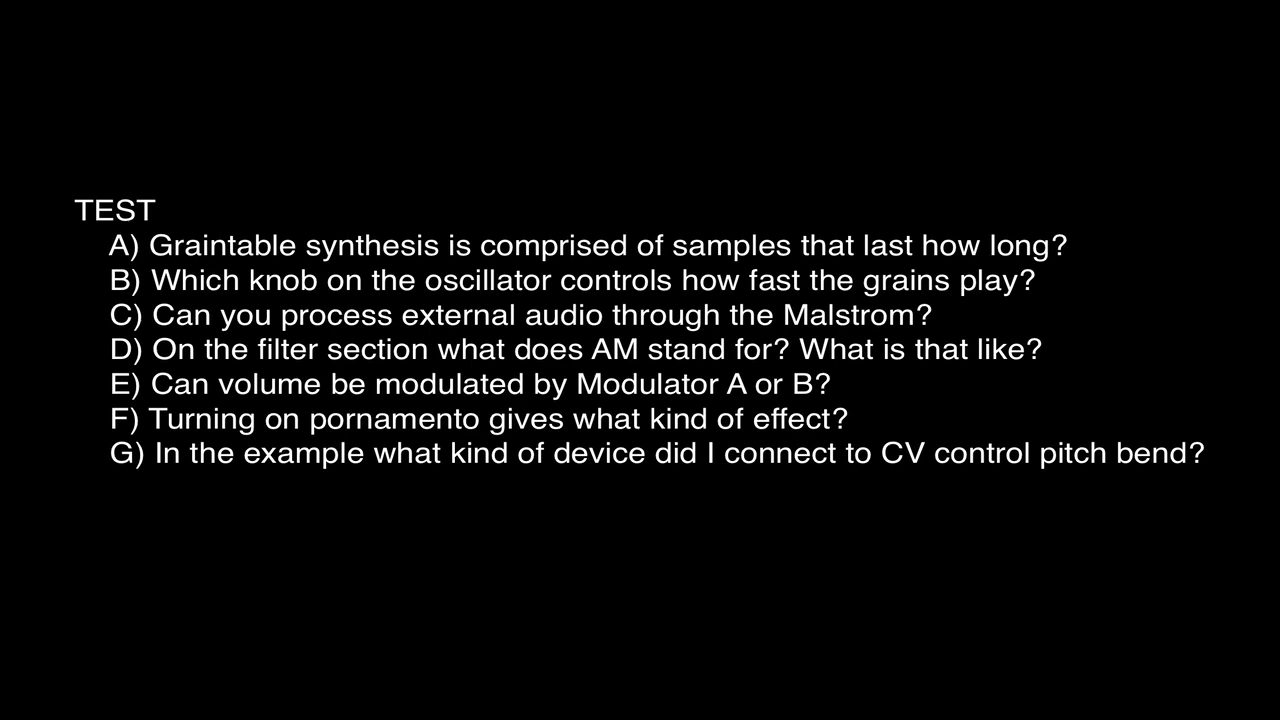 TEST
A) Graintable synthesis is comprised of samples that last how long?
B) Which knob on the oscillator controls how fast the grains play?
C) Can you process external audio through the Malstrom?
D) On the filter section what does AM stand for? What is that like?
E) Can volume be modulated by Modulator A or B?
F) Turning on pornamento gives what kind of effect?
G) In the example what kind of device did I connect to CV control pitch bend?